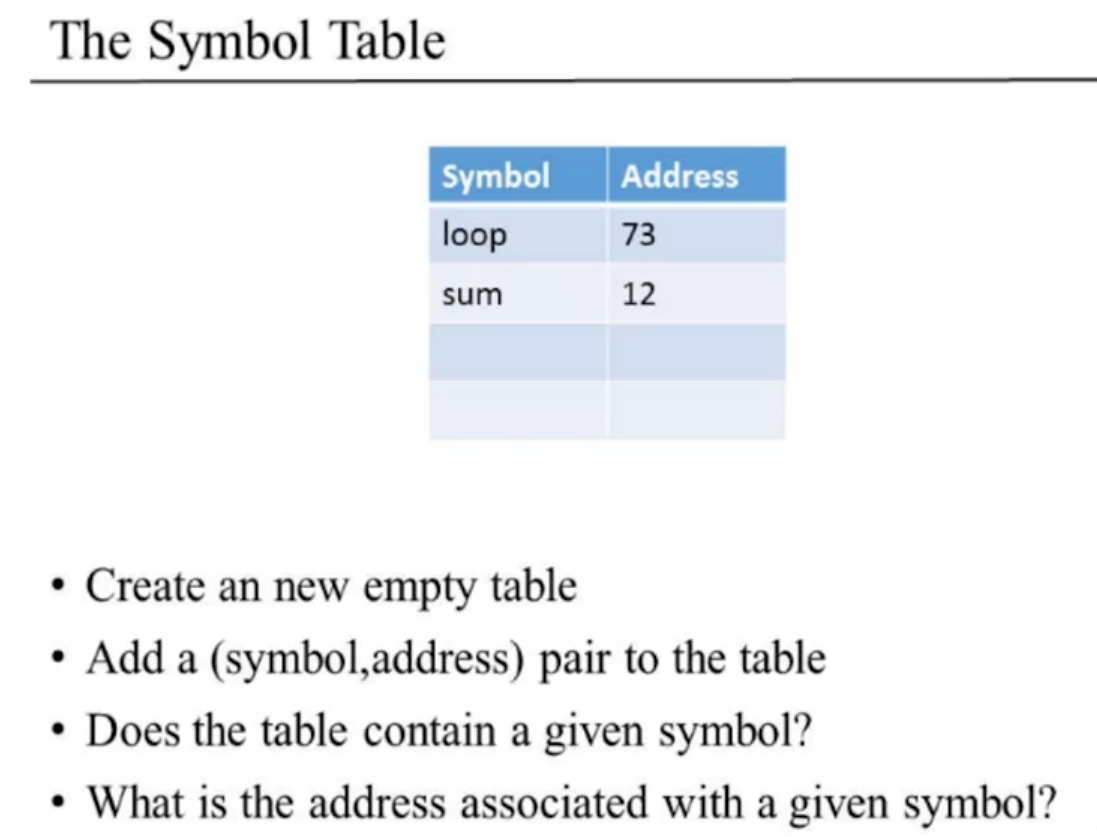 The Symbol Table
Symbol Address
loop 73
sum 12
• Create an new empty table
• Add a (symbol,address) pair to the table
• Does the table contain a given symbol?
• What is the address associated with a given symbol?